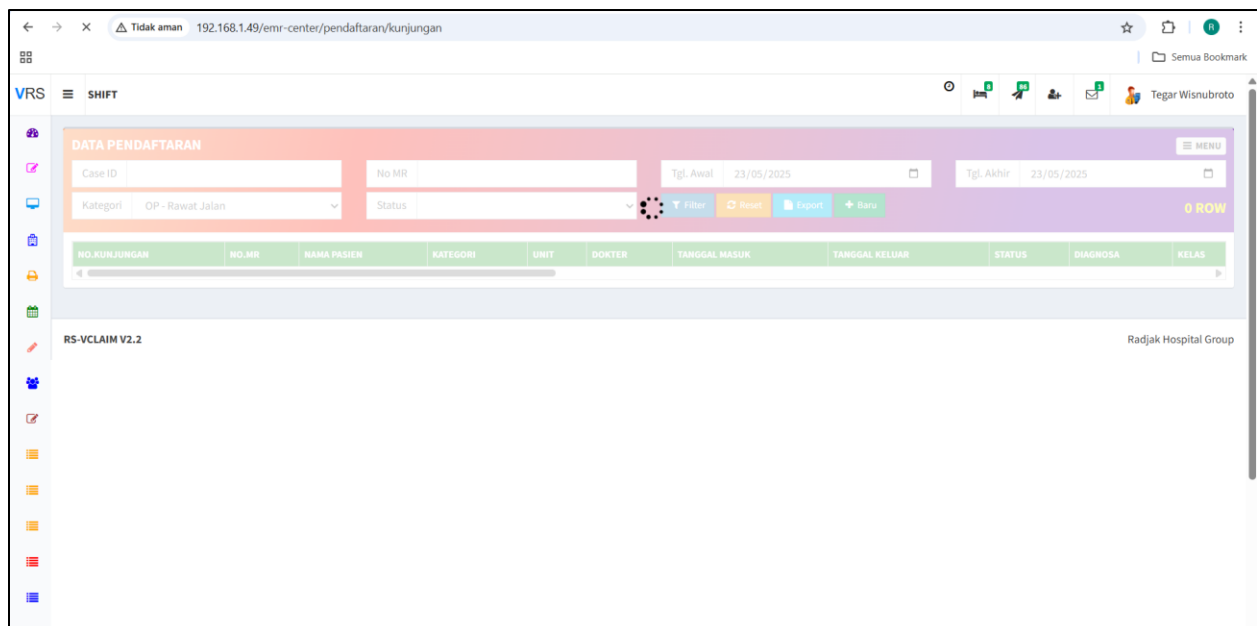 Tidak aman 192.168.1.49/emr-center/pendaftaran/kunjungan
R
Semua Bookmark
VRS SHIFT 8 86 1 Tegar Wisnubroto
DATA PENDAFTARAN MENU
Case ID No MR Tgl. Awal 23/05/2025 Tgl. Akhir 23/05/2025
Kategori OP - Rawat Jalan Status Filter Reset Export Baru 0 ROW
NO.KUNJUNGAN NO.MR NAMA PASIEN KATEGORI UNIT DOKTER TANGGAL MASUK TANGGAL KELUAR STATUS DIAGNOSA KELAS
RS-VCLAIM V2.2 Radjak Hospital Group